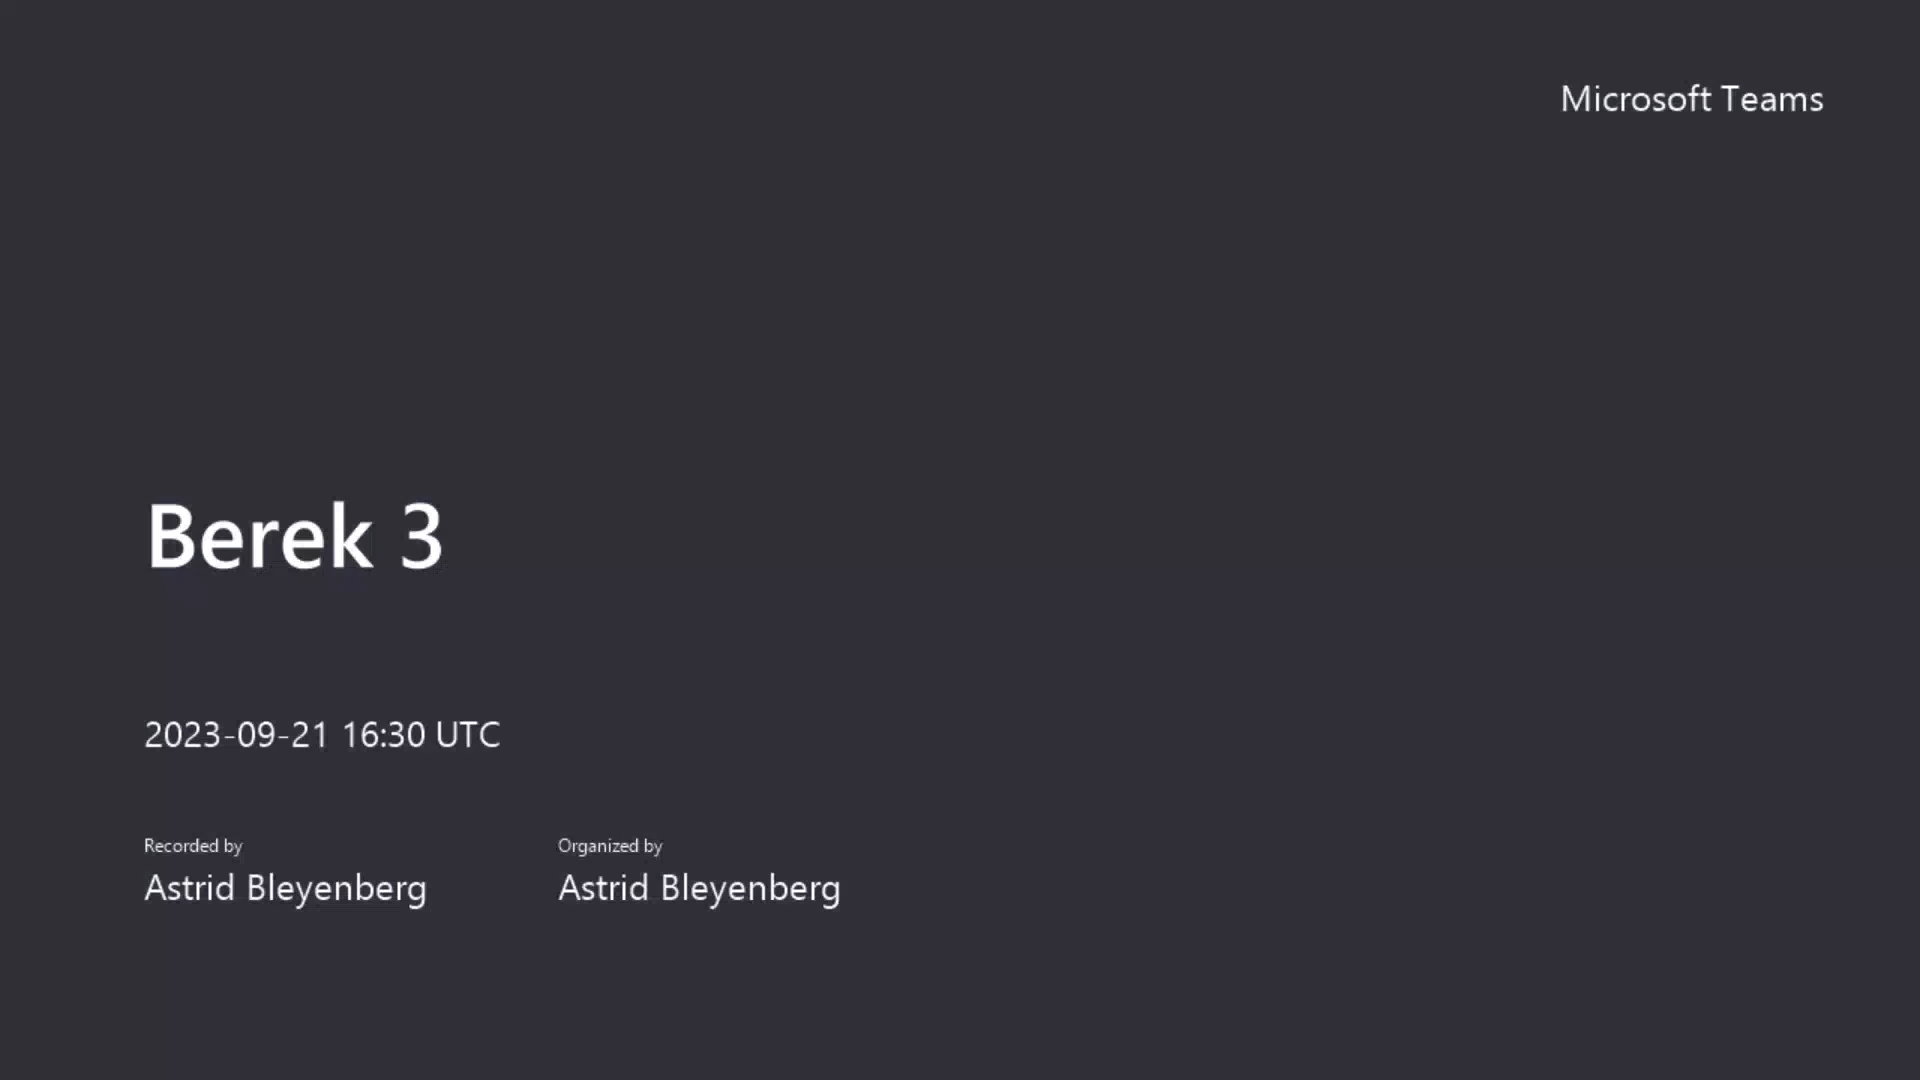 Microsoft Teams
Berek 3
2023-09-21 16:30 UTC
Recorded by
Astrid Bleyenberg
Organized by
Astrid Bleyenberg